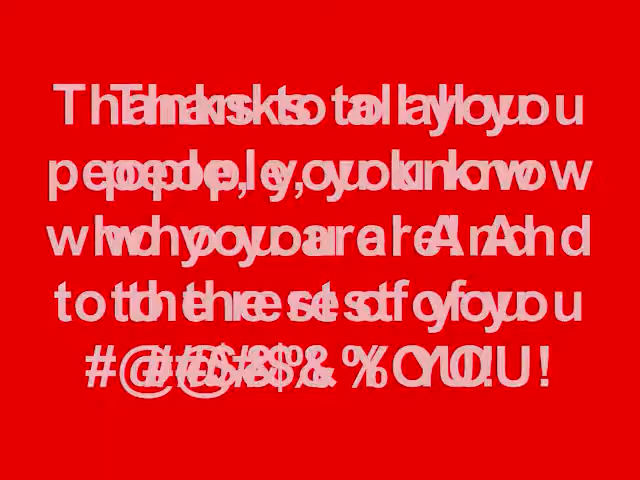 Thanks to all you
people, you know
who you are! And
to the rest of you
#@#$&% YOU!